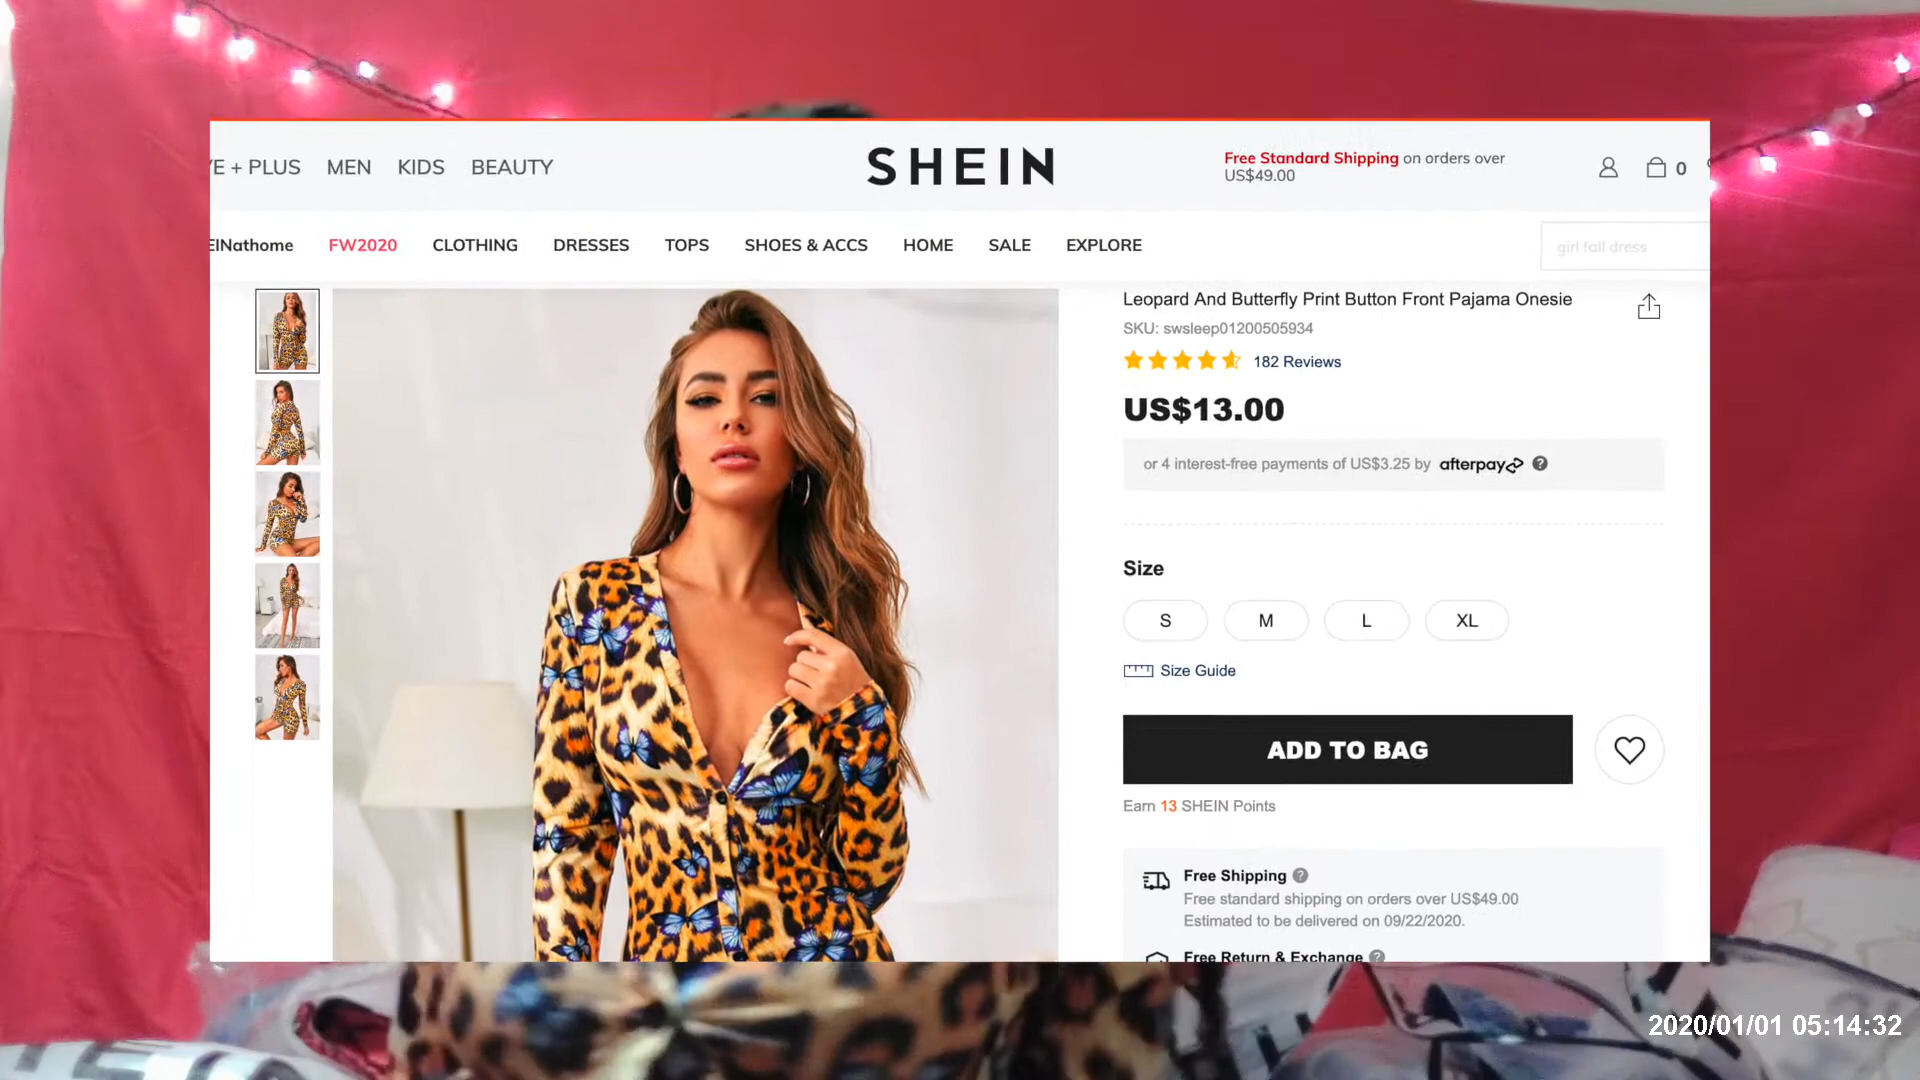 VE + PLUS MEN KIDS BEAUTY
SHEIN
Free Standard Shipping on orders over
US$49.00
0
EINathome FW2020 CLOTHING DRESSES TOPS SHOES & ACCS HOME SALE EXPLORE
girl fall dress
Leopard And Butterfly Print Button Front Pajama Onesie
SKU: swsleep01200505934
182 Reviews
US$13.00
or 4 interest-free payments of US$3.25 by afterpay ?
Size
S M L XL
Size Guide
ADD TO BAG
Earn 13 SHEIN Points
Free Shipping ?
Free standard shipping on orders over US$49.00
Estimated to be delivered on 09/22/2020.
Free Return & Exchange ?
2020/01/01 05:14:32